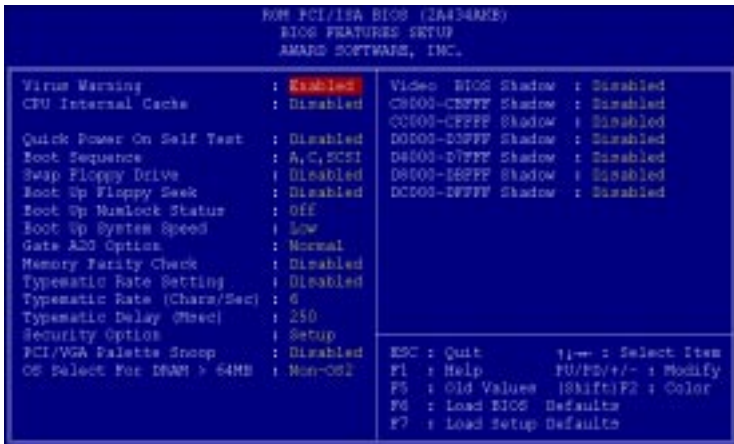 ROM PCI/ISA BIOS (2A434AKB)
BIOS FEATURES SETUP
AWARD SOFTWARE, INC.
Virus Warning : Enabled
CPU Internal Cache : Disabled
Quick Power On Self Test : Disabled
Boot Sequence : A,C,SCSI
Swap Floppy Drive : Disabled
Boot Up Floppy Seek : Disabled
Boot Up NumLock Status : Off
Boot Up System Speed : Low
Gate A20 Option : Normal
Memory Parity Check : Disabled
Typematic Rate Setting : Disabled
Typematic Rate (Chars/Sec) : 6
Typematic Delay (Msec) : 250
Security Option : Setup
PCI/VGA Palette Snoop : Disabled
OS Select For DRAM > 64MB : Non-OS2
Video BIOS Shadow : Disabled
C8000-CBFFF Shadow : Disabled
CC000-CFFFF Shadow : Disabled
D0000-D3FFF Shadow : Disabled
D4000-D7FFF Shadow : Disabled
D8000-DBFFF Shadow : Disabled
DC000-DFFFF Shadow : Disabled
ESC : Quit ↑↓→← : Select Item
F1 : Help PU/PD/+/- : Modify
F5 : Old Values (Shift)F2 : Color
F6 : Load BIOS Defaults
F7 : Load Setup Defaults